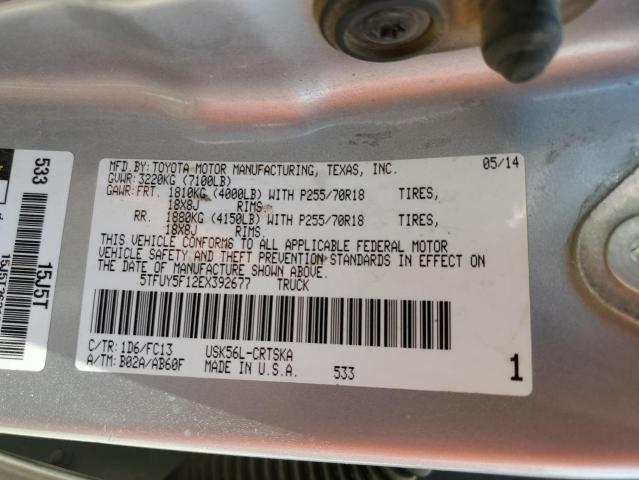 MFD.BY:TOYOTA MOTOR MANUFACTURING, TEXAS, INC. 05/14
GVWR:3220KG (7100LB)
GAWR:FRT. 1810KG (4000LB) WITH P255/70R18 TIRES,
18X8J RIMS,
RR. 1880KG (4150LB) WITH P255/70R18 TIRES,
18X8J RIMS,
THIS VEHICLE CONFORMS TO ALL APPLICABLE FEDERAL MOTOR
VEHICLE SAFETY AND THEFT PREVENTION STANDARDS IN EFFECT ON
THE DATE OF MANUFACTURE SHOWN ABOVE.
5TFUY5F12EX392677 TRUCK
C/TR:1D6/FC13 USK56L-CRTSKA
A/TM:B02A/AB60F MADE IN U.S.A. 533 1
533
15J5T